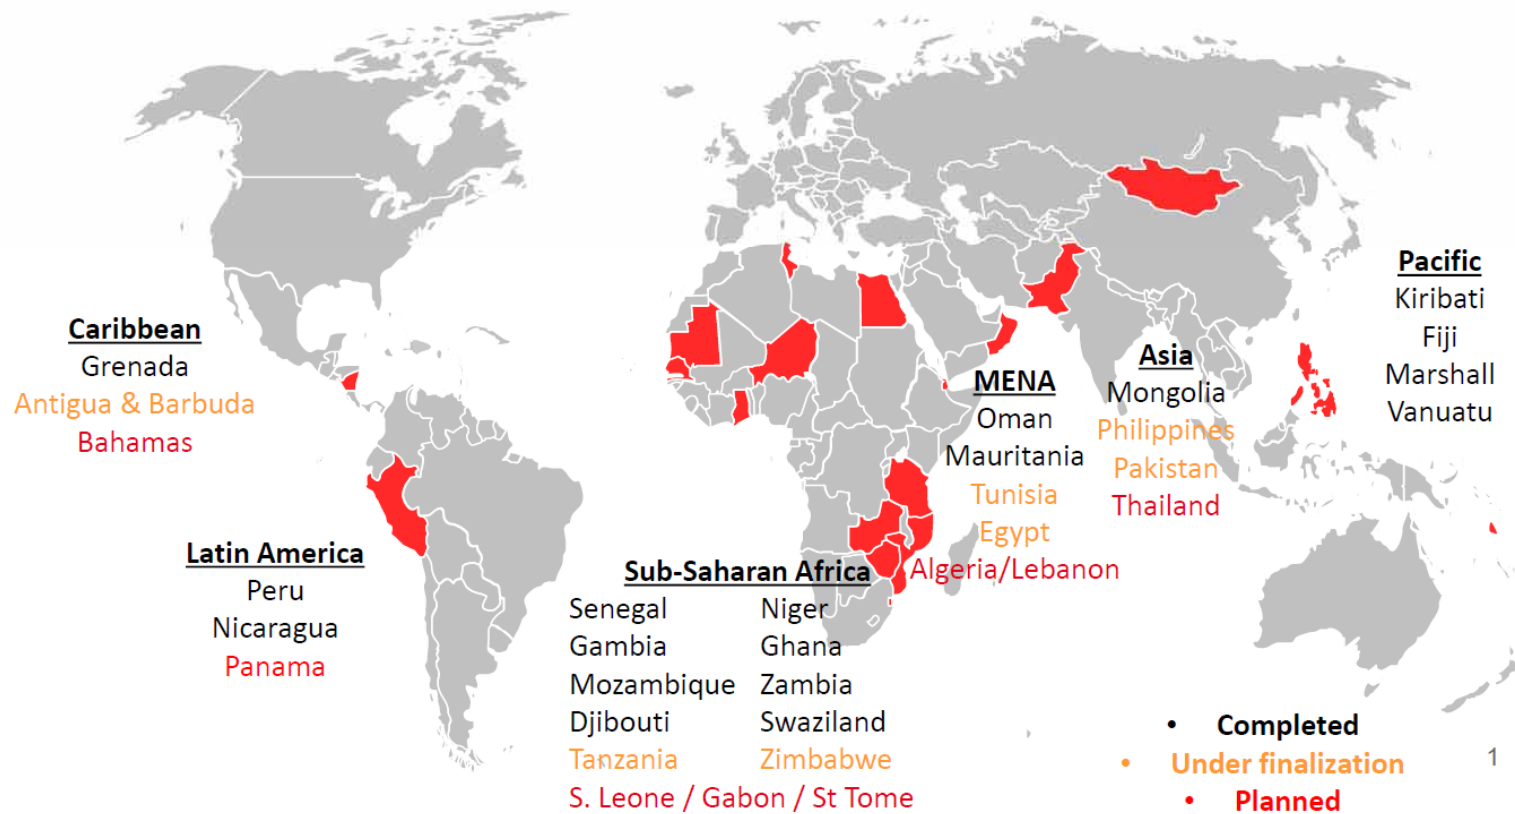 Caribbean
Grenada
Antigua & Barbuda
Bahamas
Latin America
Peru
Nicaragua
Panama
Sub-Saharan Africa
Senegal Niger
Gambia Ghana
Mozambique Zambia
Djibouti Swaziland
Tanzania Zimbabwe
S. Leone / Gabon / St Tome
MENA
Oman
Mauritania
Tunisia
Egypt
Algeria/Lebanon
Asia
Mongolia
Philippines
Pakistan
Thailand
Pacific
Kiribati
Fiji
Marshall
Vanuatu
• Completed
• Under finalization
• Planned
1